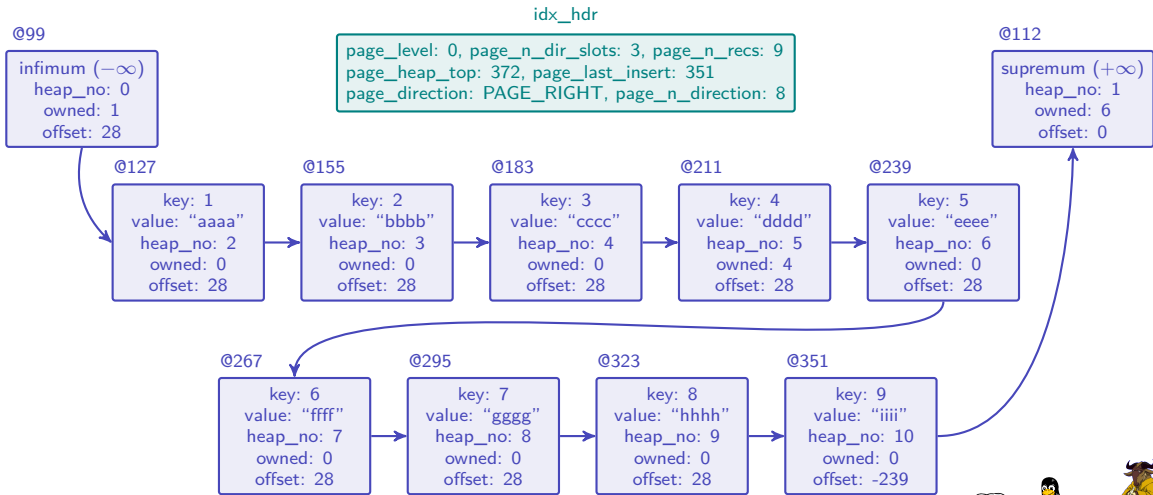 idx_hdr
page_level: 0, page_n_dir_slots: 3, page_n_recs: 9
page_heap_top: 372, page_last_insert: 351
page_direction: PAGE_RIGHT, page_n_direction: 8
@99
infimum (−∞)
heap_no: 0
owned: 1
offset: 28
@112
supremum (+∞)
heap_no: 1
owned: 6
offset: 0
@127
key: 1
value: “aaaa”
heap_no: 2
owned: 0
offset: 28
@155
key: 2
value: “bbbb”
heap_no: 3
owned: 0
offset: 28
@183
key: 3
value: “cccc”
heap_no: 4
owned: 0
offset: 28
@211
key: 4
value: “dddd”
heap_no: 5
owned: 4
offset: 28
@239
key: 5
value: “eeee”
heap_no: 6
owned: 0
offset: 28
@267
key: 6
value: “ffff”
heap_no: 7
owned: 0
offset: 28
@295
key: 7
value: “gggg”
heap_no: 8
owned: 0
offset: 28
@323
key: 8
value: “hhhh”
heap_no: 9
owned: 0
offset: 28
@351
key: 9
value: “iiii”
heap_no: 10
owned: 0
offset: -239